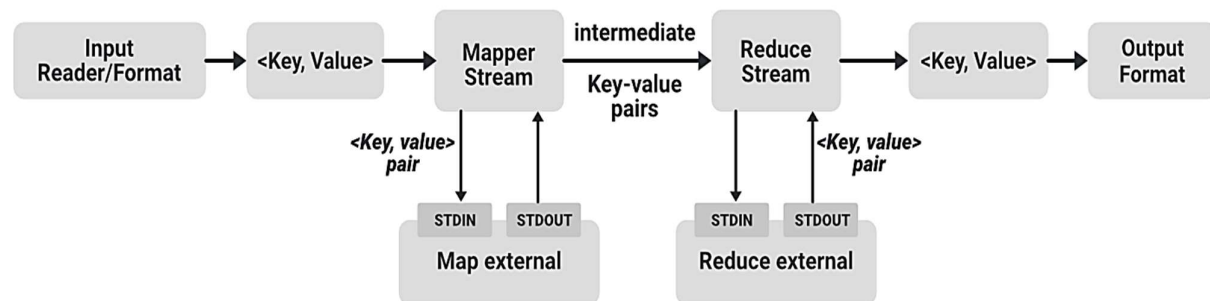 Input
Reader/Format
<Key, Value>
Mapper
Stream
intermediate
Key-value
pairs
Reduce
Stream
<Key, Value>
Output
Format
<Key, value>
pair
<Key, value>
pair
STDIN
STDOUT
Map external
STDIN
STDOUT
Reduce external